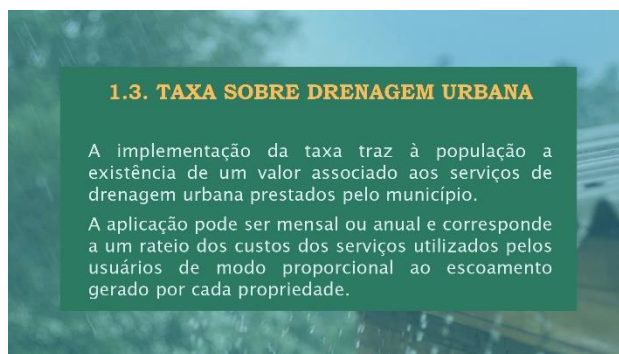 1.3. TAXA SOBRE DRENAGEM URBANA
A implementação da taxa traz à população a
existência de um valor associado aos serviços de
drenagem urbana prestados pelo município.
A aplicação pode ser mensal ou anual e corresponde
a um rateio dos custos dos serviços utilizados pelos
usuários de modo proporcional ao escoamento
gerado por cada propriedade.